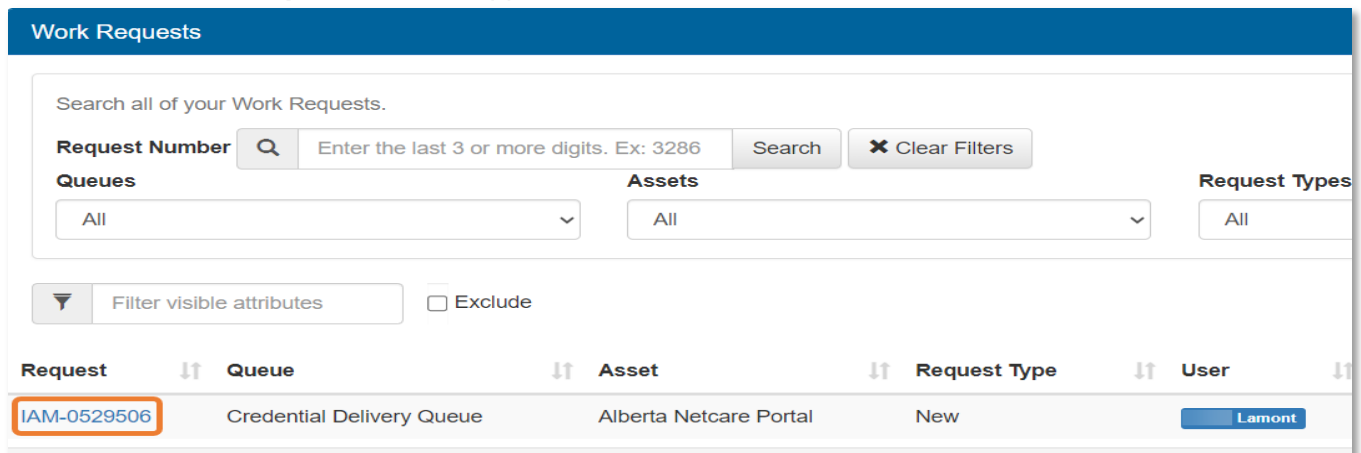 Work Requests
Search all of your Work Requests.
Request Number Enter the last 3 or more digits. Ex: 3286 Search Clear Filters
Queues Assets Request Types
All All All
Filter visible attributes Exclude
Request Queue Asset Request Type User
IAM-0529506 Credential Delivery Queue Alberta Netcare Portal New Lamont